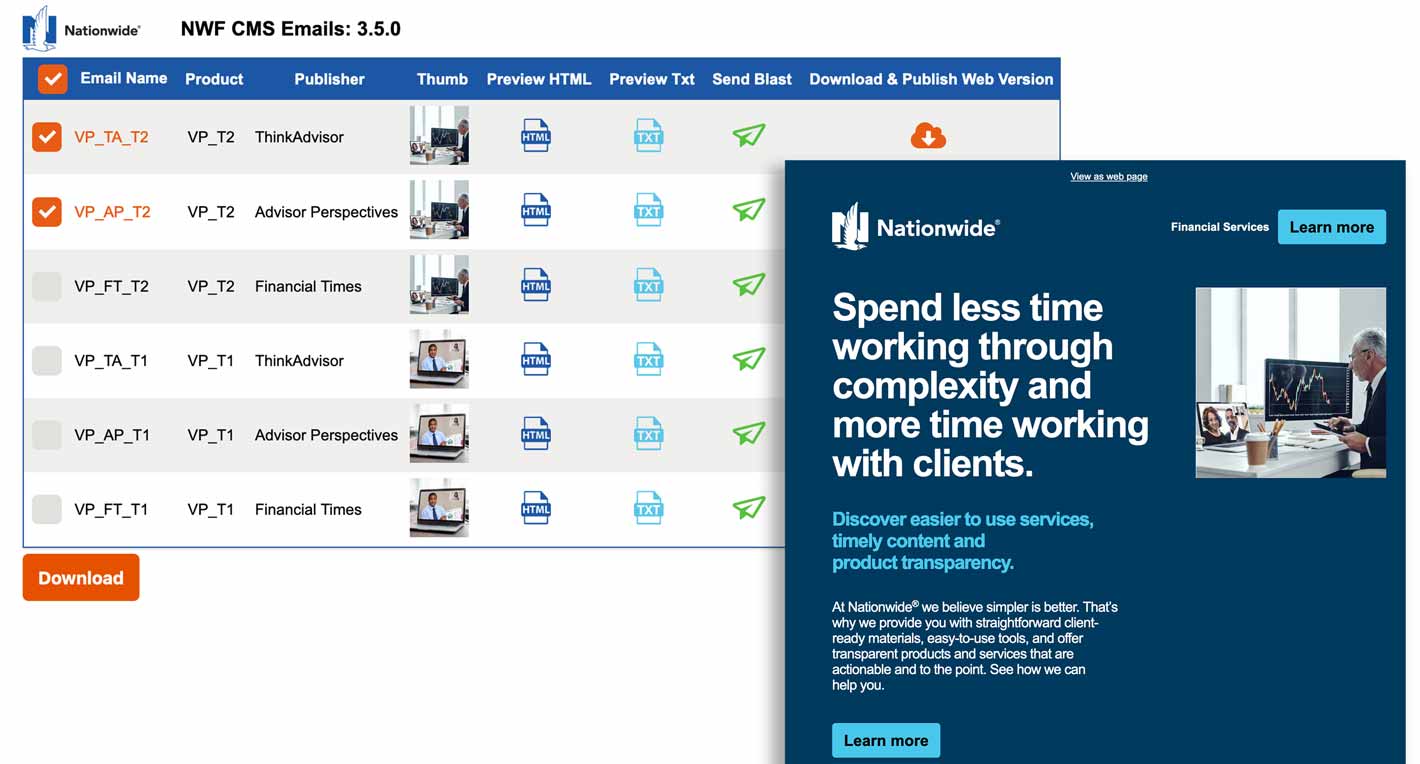 Nationwide®
NWF CMS Emails: 3.5.0
Email Name Product Publisher Thumb Preview HTML Preview Txt Send Blast Download & Publish Web Version
VP_TA_T2 VP_T2 ThinkAdvisor HTML TXT
VP_AP_T2 VP_T2 Advisor Perspectives HTML TXT
VP_FT_T2 VP_T2 Financial Times HTML TXT
VP_TA_T1 VP_T1 ThinkAdvisor HTML TXT
VP_AP_T1 VP_T1 Advisor Perspectives HTML TXT
VP_FT_T1 VP_T1 Financial Times HTML TXT
Download
View as web page
Nationwide®
Financial Services Learn more
Spend less time
working through
complexity and
more time working
with clients.
Discover easier to use services,
timely content and
product transparency.
At Nationwide® we believe simpler is better. That's
why we provide you with straightforward client-
ready materials, easy-to-use tools, and offer
transparent products and services that are
actionable and to the point. See how we can
help you.
Learn more